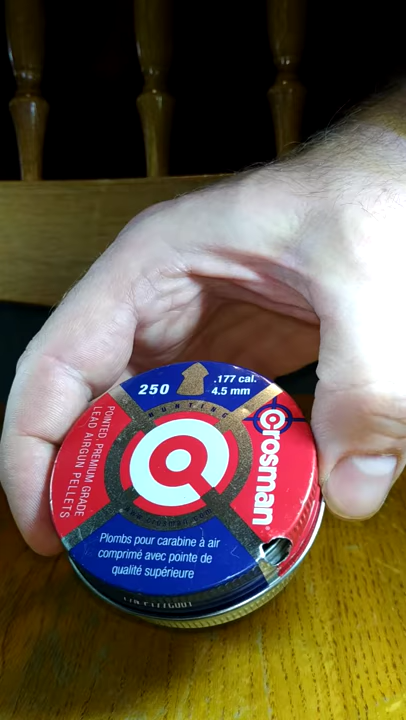 250
.177 cal.
4.5 mm
HUNTING
POINTED PREMIUM GRADE
LEAD AIRGUN PELLETS
Crosman®
Plombs pour carabine à air
comprimé avec pointe de
qualité supérieure